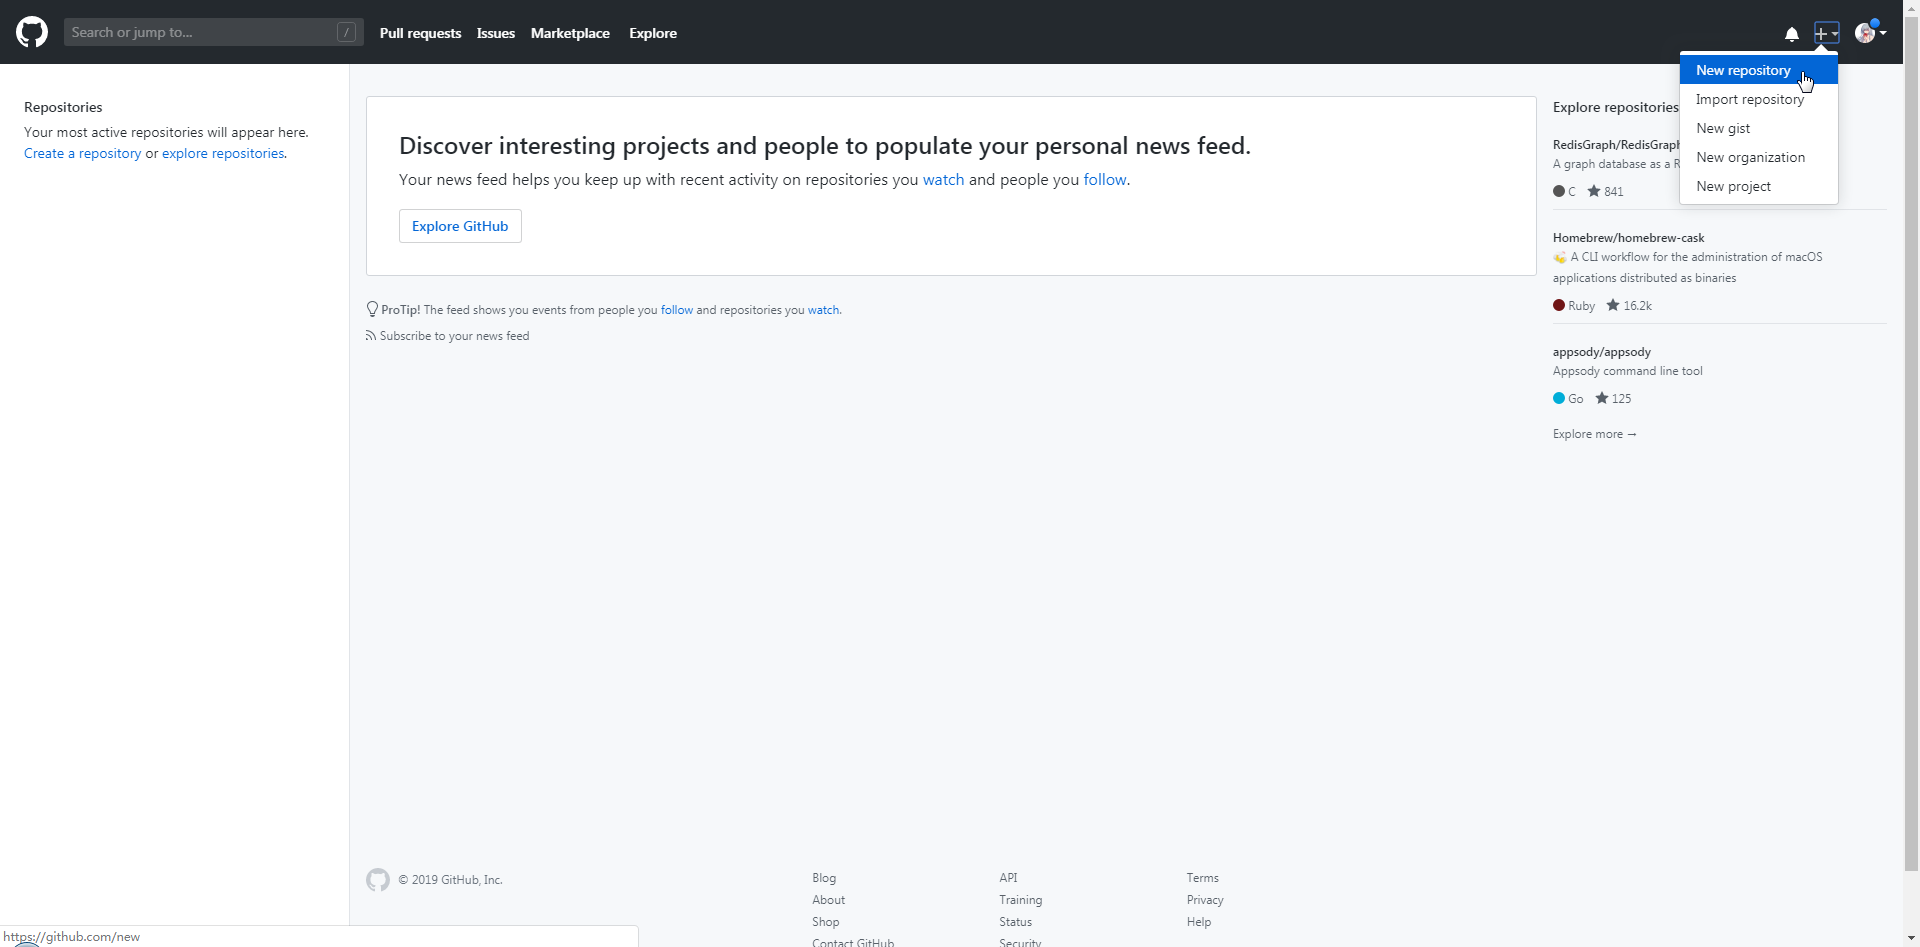 Search or jump to...
/
Pull requests
Issues
Marketplace
Explore
New repository
Import repository
New gist
New organization
New project
Repositories
Your most active repositories will appear here.
Create a repository or explore repositories.
Discover interesting projects and people to populate your personal news feed.
Your news feed helps you keep up with recent activity on repositories you watch and people you follow.
Explore GitHub
ProTip! The feed shows you events from people you follow and repositories you watch.
Subscribe to your news feed
Explore repositories
RedisGraph/RedisGraph
A graph database as a
C 841
Homebrew/homebrew-cask
🍻 A CLI workflow for the administration of macOS
applications distributed as binaries
Ruby 16.2k
appsody/appsody
Appsody command line tool
Go 125
Explore more →
© 2019 GitHub, Inc.
Blog
About
Shop
Contact GitHub
API
Training
Status
Security
Terms
Privacy
Help
https://github.com/new